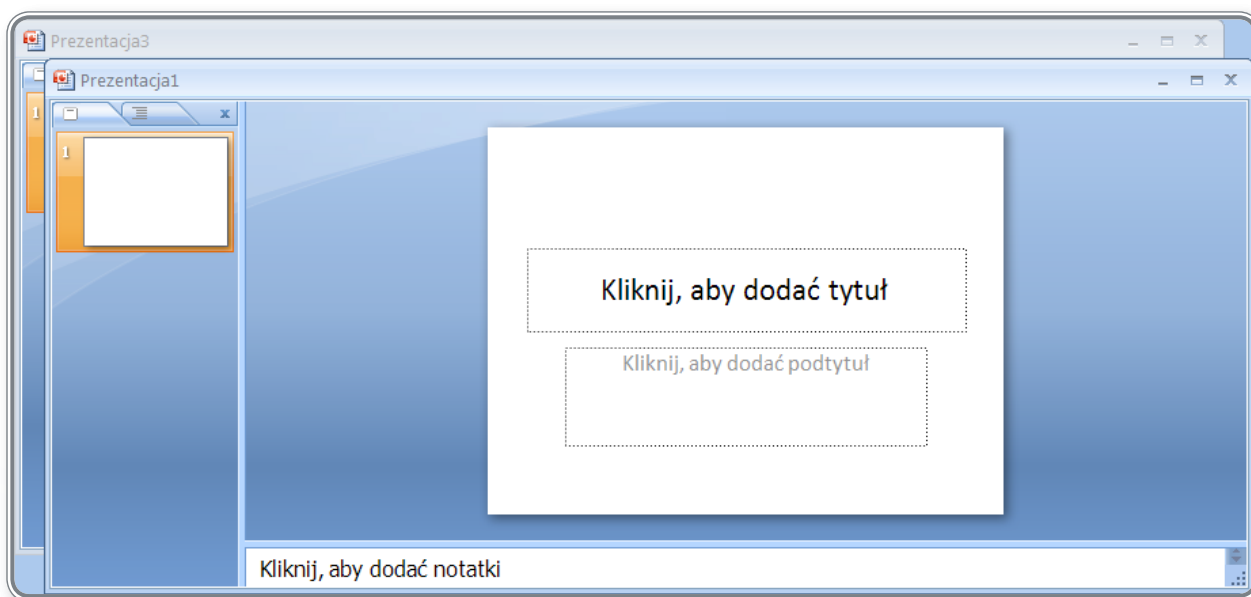 Prezentacja3
Prezentacja1
1
1
Kliknij, aby dodać tytuł
Kliknij, aby dodać podtytuł
Kliknij, aby dodać notatki